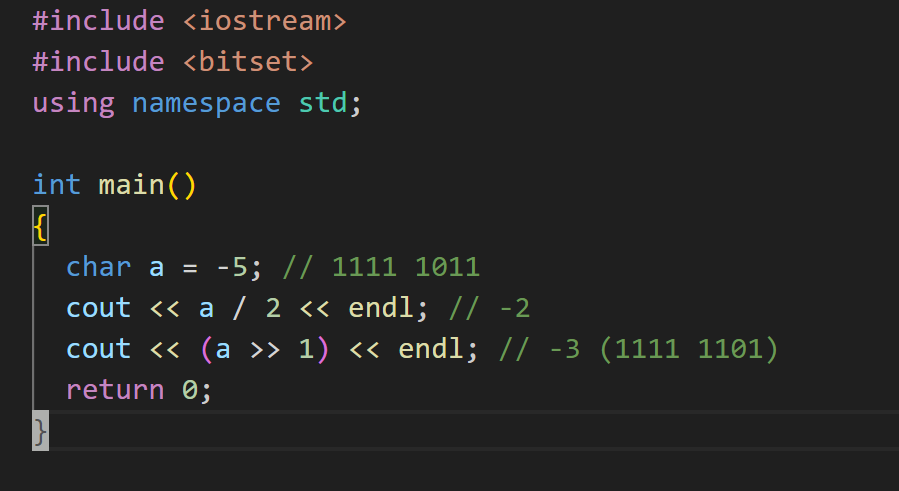 #include <iostream>
#include <bitset>
using namespace std;
int main()
{
char a = -5; // 1111 1011
cout << a / 2 << endl; // -2
cout << (a >> 1) << endl; // -3 (1111 1101)
return 0;
}